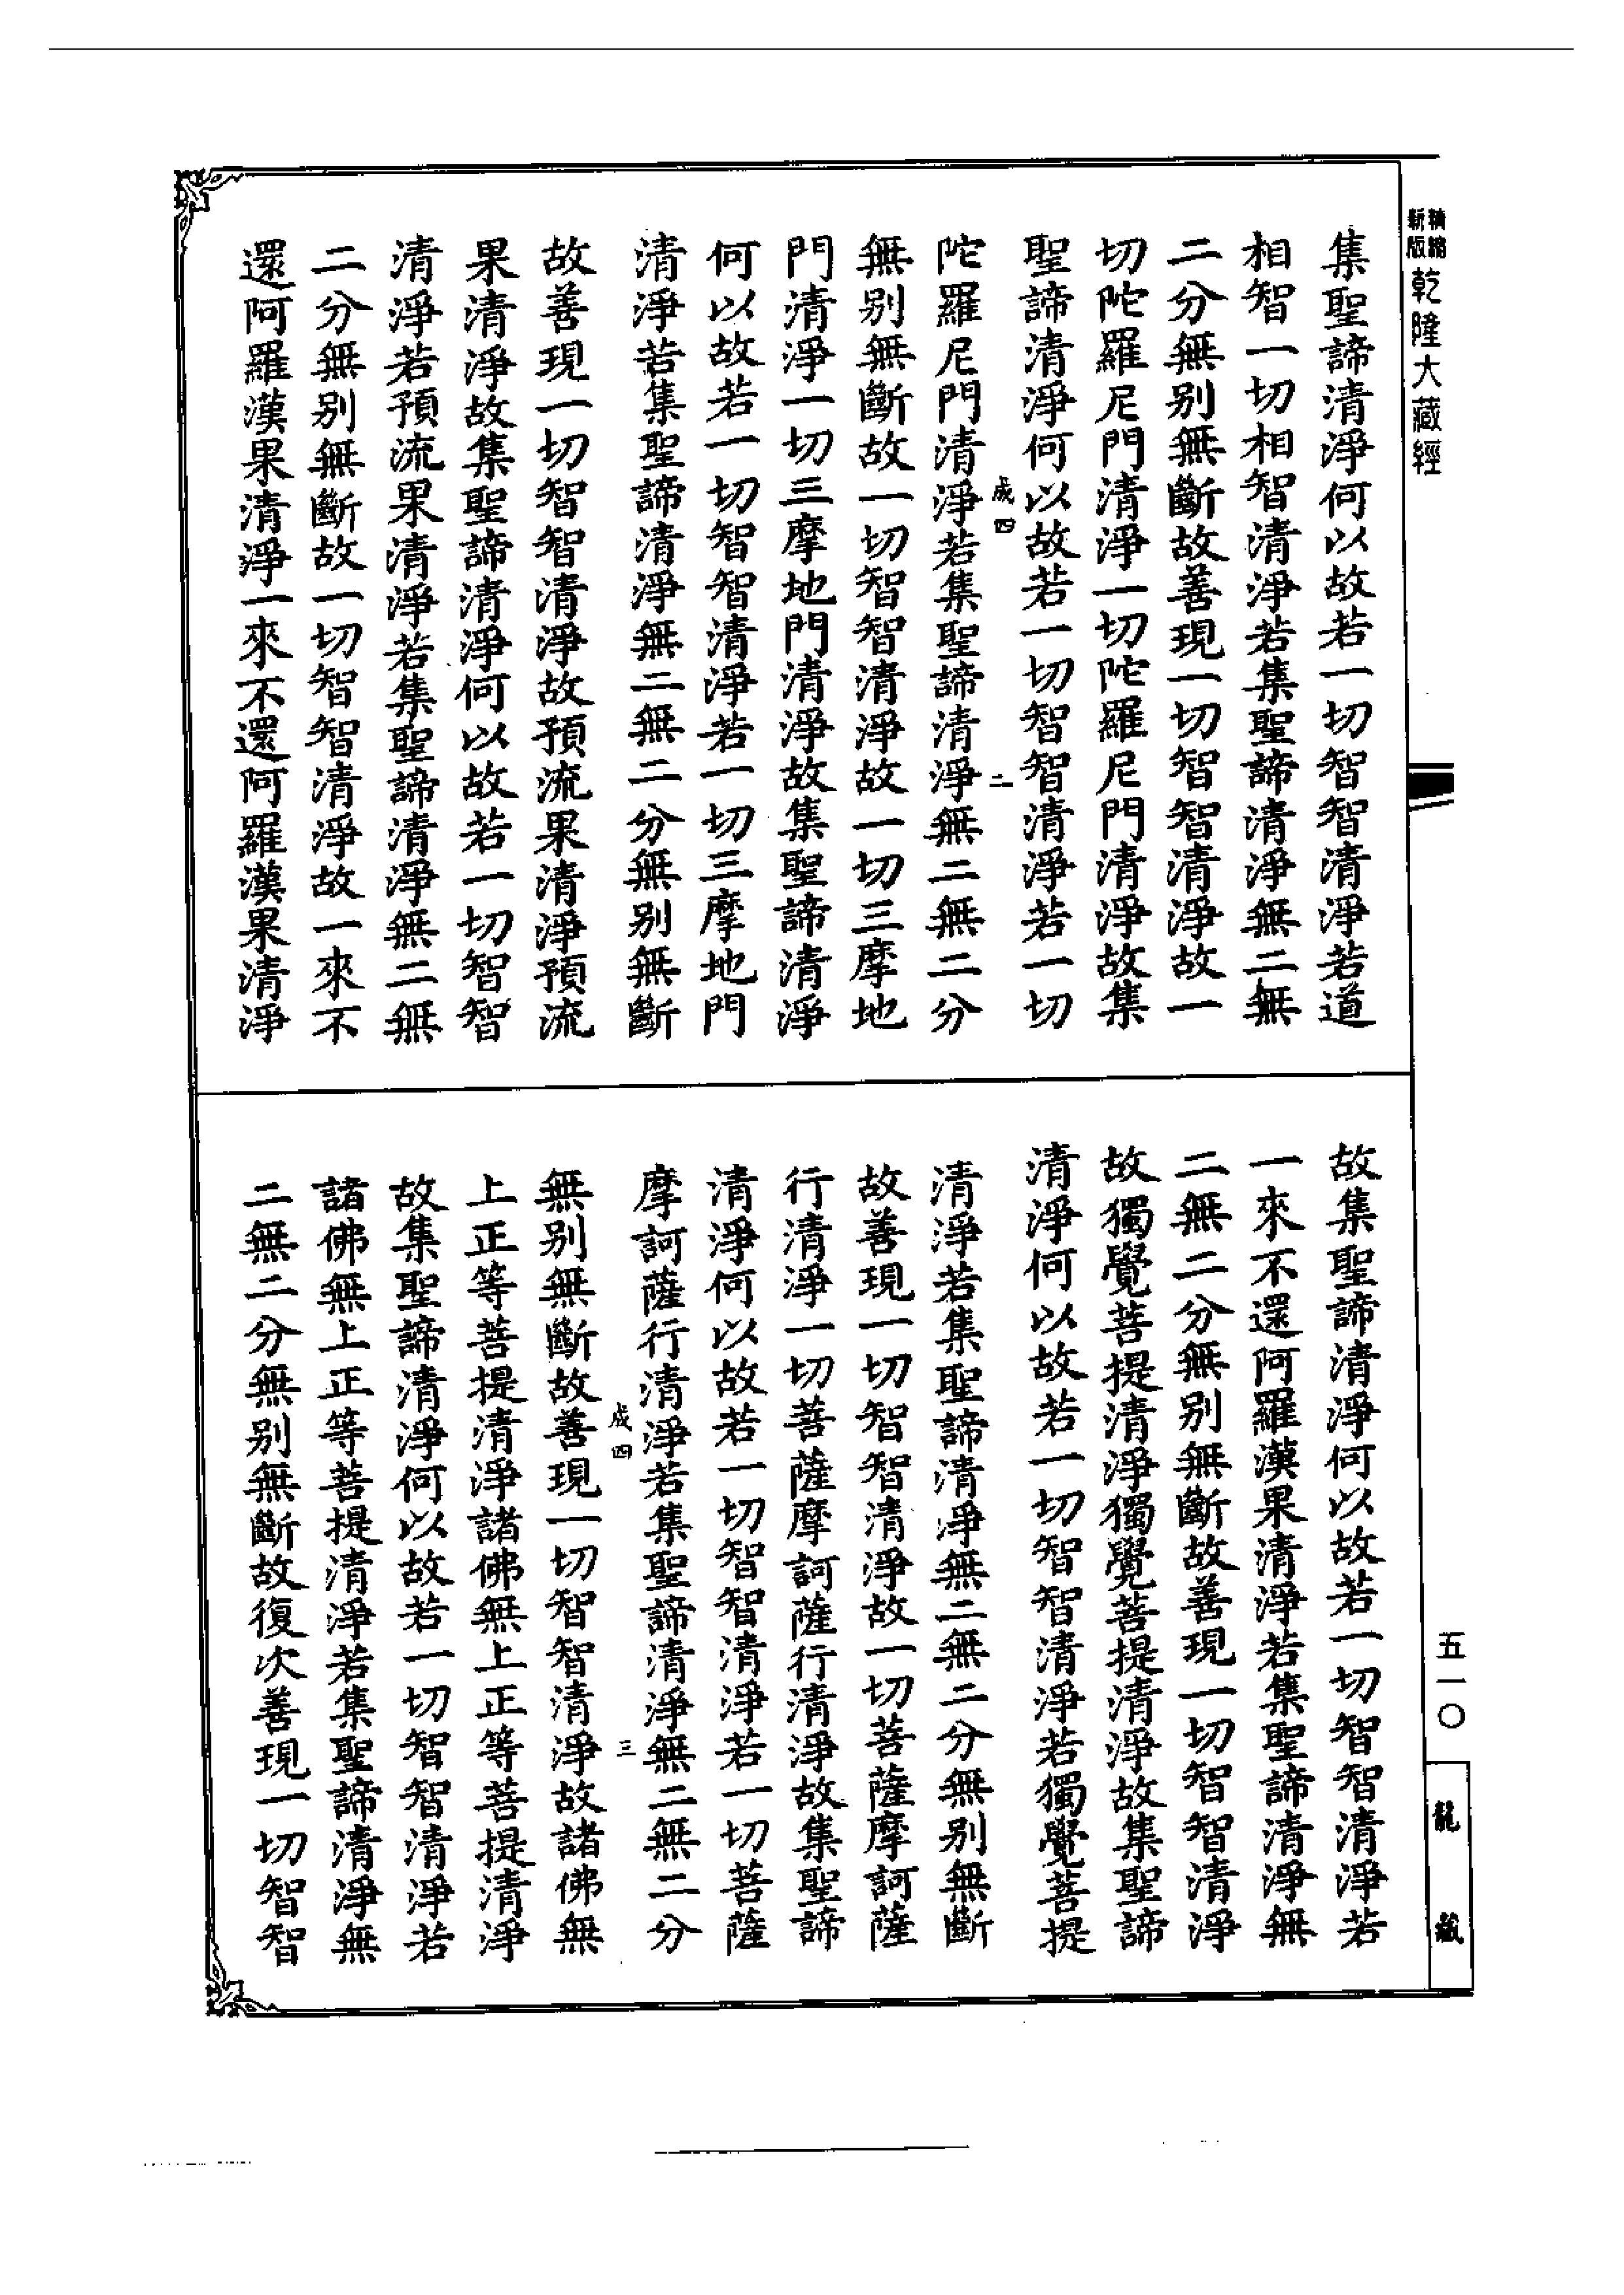 新版
精縮
乾隆大藏經
集聖諦清淨何以故若一切智智清淨若道
相智一切相智清淨若集聖諦清淨無二無
二分無別無斷故善現一切智智清淨故一
切陀羅尼門清淨一切陀羅尼門清淨故集
聖諦清淨何以故若一切智智清淨若一切
成四
二
陀羅尼門清淨若集聖諦清淨無二無二分
無別無斷故一切智智清淨故一切三摩地
門清淨一切三摩地門清淨故集聖諦清淨
何以故若一切智智清淨若一切三摩地門
清淨若集聖諦清淨無二無二分無別無斷
故善現一切智智清淨故預流果清淨預流
果清淨故集聖諦清淨何以故若一切智智
清淨若預流果清淨若集聖諦清淨無二無
二分無別無斷故一切智智清淨故一來不
還阿羅漢果清淨一來不還阿羅漢果清淨
故集聖諦清淨何以故若一切智智清淨若
一來不還阿羅漢果清淨若集聖諦清淨無
二無二分無別無斷故善現一切智智清淨
故獨覺菩提清淨獨覺菩提清淨故集聖諦
清淨何以故若一切智智清淨若獨覺菩提
清淨若集聖諦清淨無二無二分無別無斷
故善現一切智智清淨故一切菩薩摩訶薩
行清淨一切菩薩摩訶薩行清淨故集聖諦
清淨何以故若一切智智清淨若一切菩薩
摩訶薩行清淨若集聖諦清淨無二無二分
成四
三
無別無斷故善現一切智智清淨故諸佛無
上正等菩提清淨諸佛無上正等菩提清淨
故集聖諦清淨何以故若一切智智清淨若
諸佛無上正等菩提清淨若集聖諦清淨無
二無二分無別無斷故復次善現一切智智
五一〇
龍藏